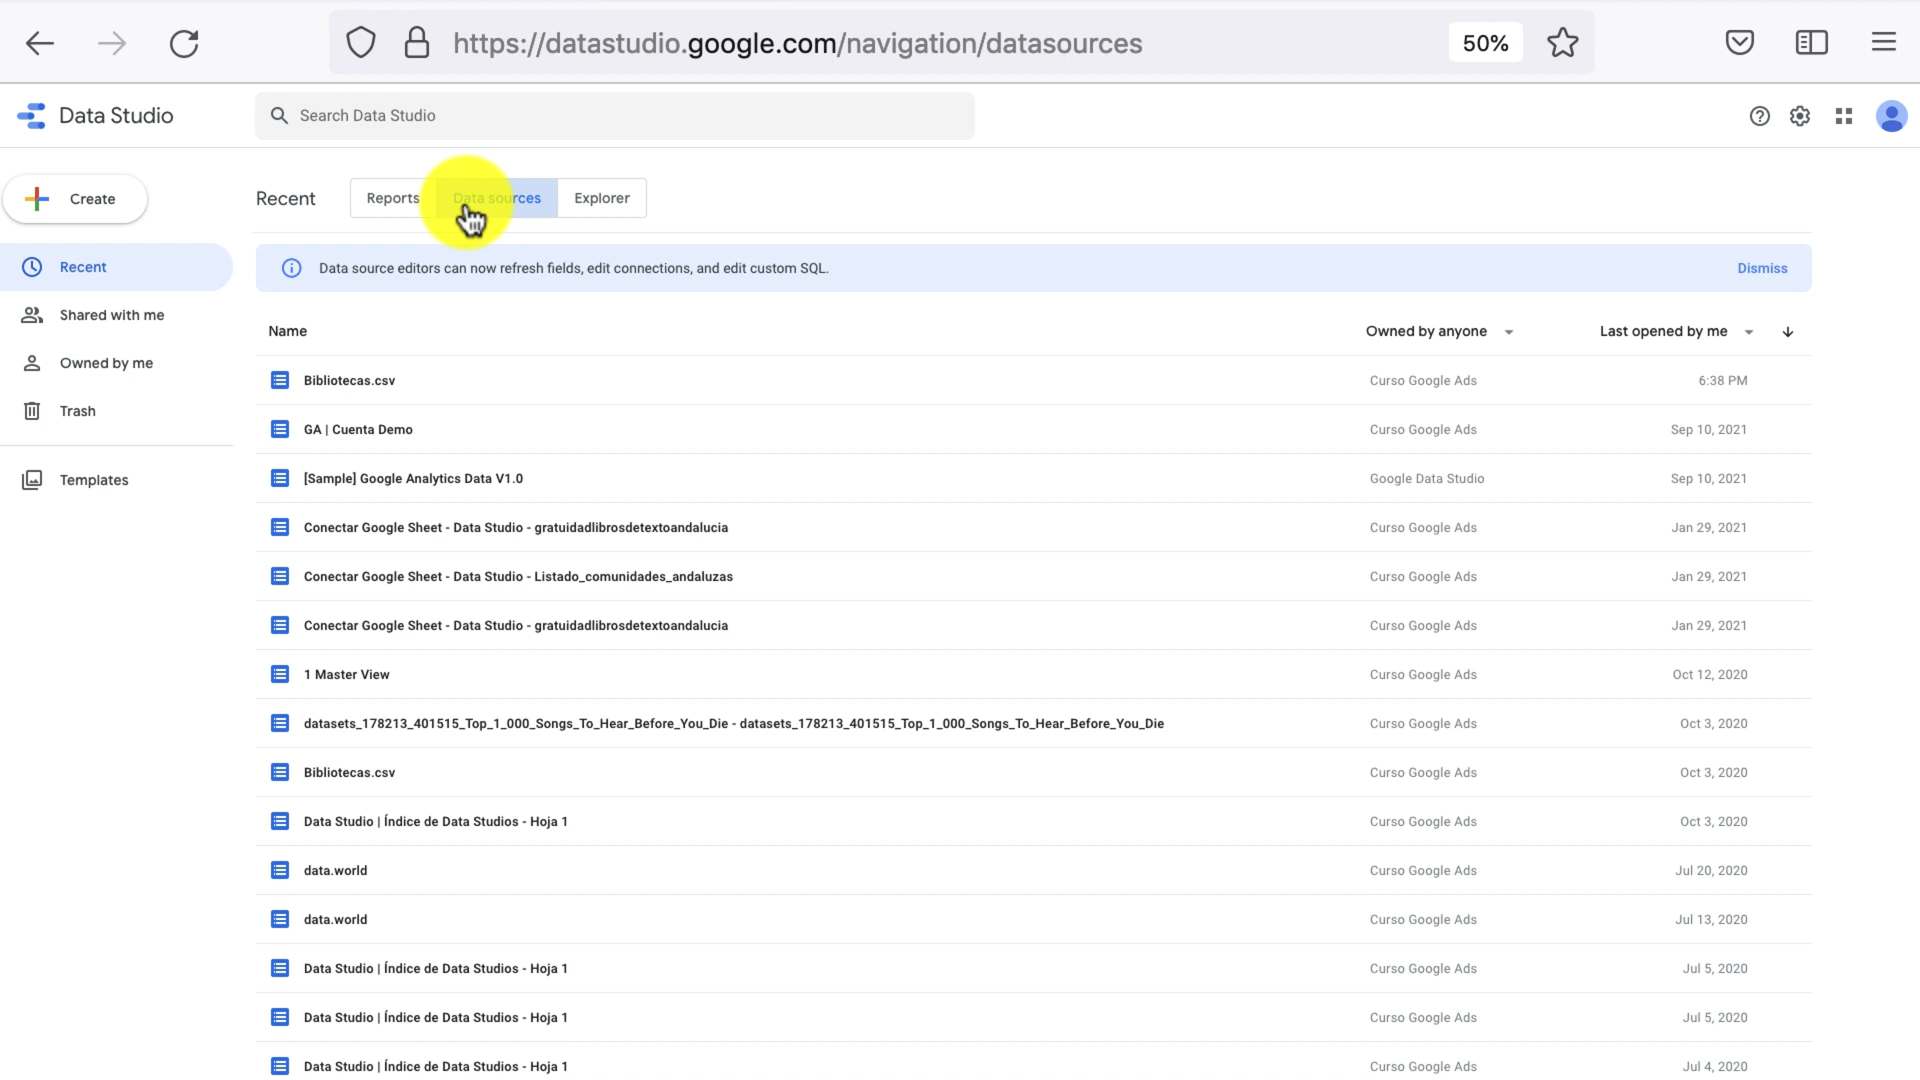 https://datastudio.google.com/navigation/datasources
50%
Data Studio
Search Data Studio
Create
Recent
Reports
Data sources
Explorer
Recent
Shared with me
Owned by me
Trash
Templates
Data source editors can now refresh fields, edit connections, and edit custom SQL.
Dismiss
Name Owned by anyone Last opened by me
Bibliotecas.csv Curso Google Ads 6:38 PM
GA | Cuenta Demo Curso Google Ads Sep 10, 2021
[Sample] Google Analytics Data V1.0 Google Data Studio Sep 10, 2021
Conectar Google Sheet - Data Studio - gratuidadlibrosdetextoandalucia Curso Google Ads Jan 29, 2021
Conectar Google Sheet - Data Studio - Listado_comunidades_andaluzas Curso Google Ads Jan 29, 2021
Conectar Google Sheet - Data Studio - gratuidadlibrosdetextoandalucia Curso Google Ads Jan 29, 2021
1 Master View Curso Google Ads Oct 12, 2020
datasets_178213_401515_Top_1_000_Songs_To_Hear_Before_You_Die - datasets_178213_401515_Top_1_000_Songs_To_Hear_Before_You_Die Curso Google Ads Oct 3, 2020
Bibliotecas.csv Curso Google Ads Oct 3, 2020
Data Studio | Índice de Data Studios - Hoja 1 Curso Google Ads Oct 3, 2020
data.world Curso Google Ads Jul 20, 2020
data.world Curso Google Ads Jul 13, 2020
Data Studio | Índice de Data Studios - Hoja 1 Curso Google Ads Jul 5, 2020
Data Studio | Índice de Data Studios - Hoja 1 Curso Google Ads Jul 5, 2020
Data Studio | Índice de Data Studios - Hoja 1 Curso Google Ads Jul 4, 2020